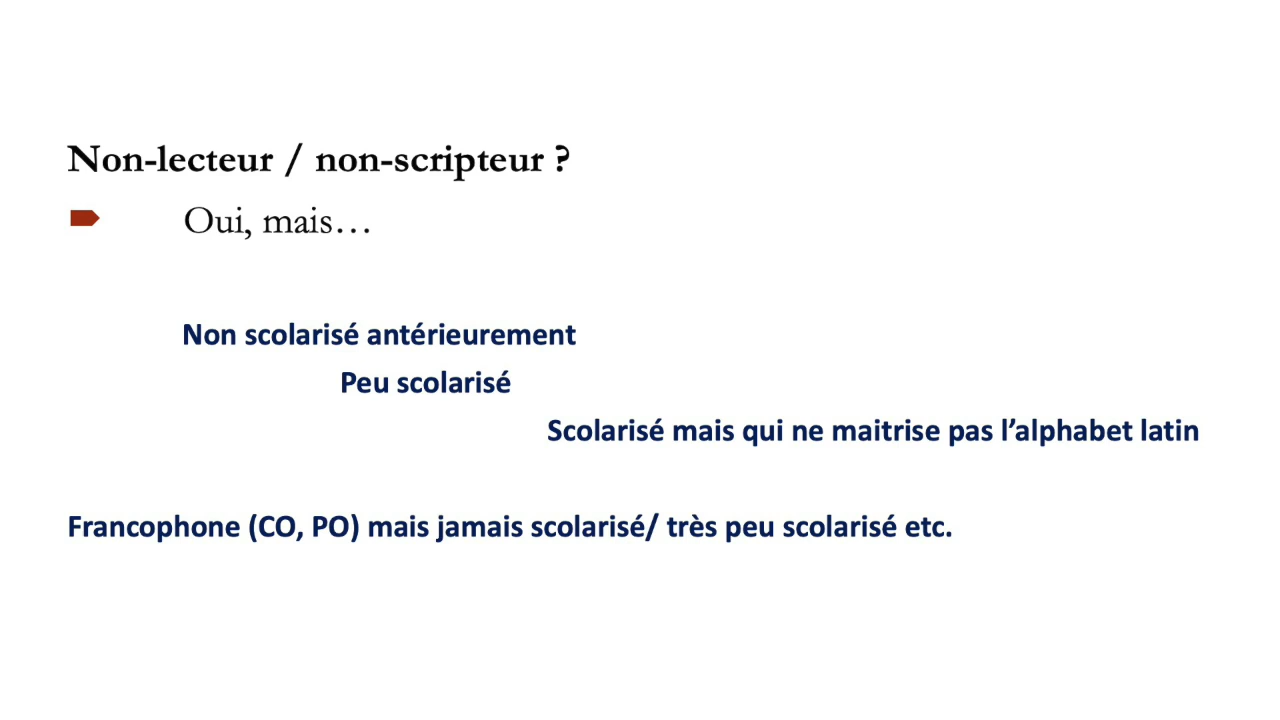 Non-lecteur / non-scripteur ?
Oui, mais…
Non scolarisé antérieurement
Peu scolarisé
Scolarisé mais qui ne maitrise pas l’alphabet latin
Francophone (CO, PO) mais jamais scolarisé/ très peu scolarisé etc.